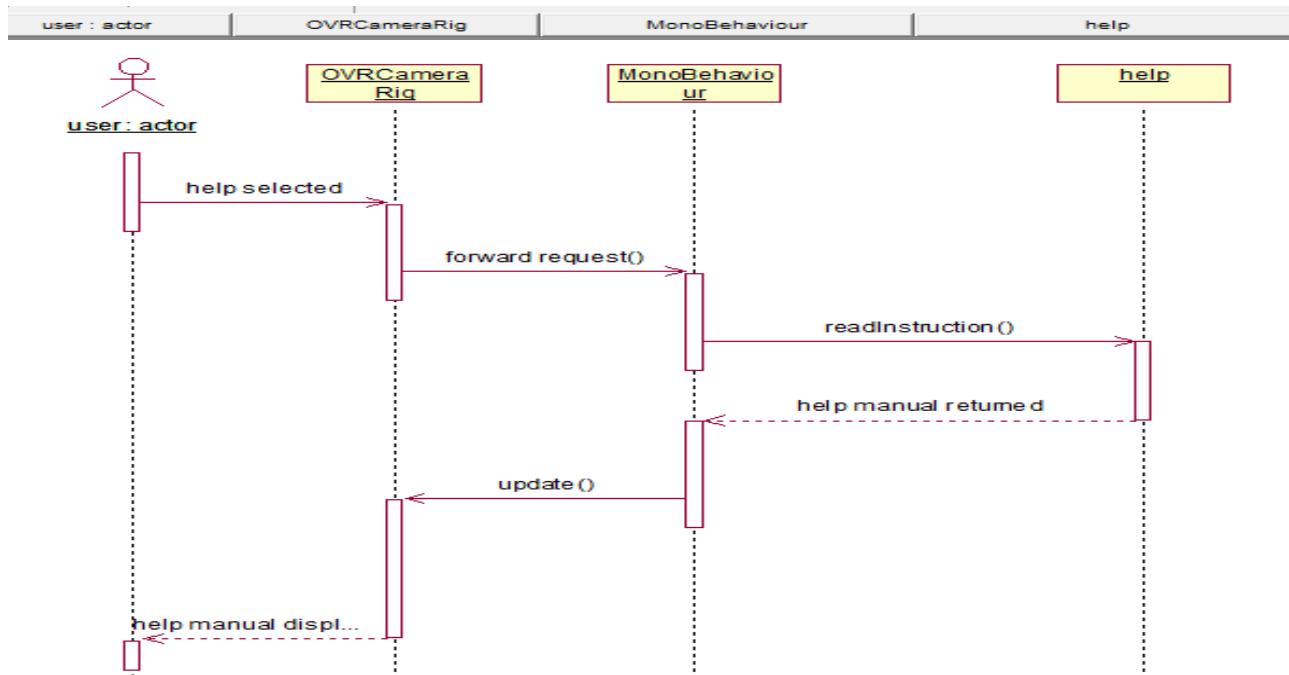 user : actor
OVRCameraRig
MonoBehaviour
help
OVRCamera
Rig
MonoBehavio
ur
help
user : actor
help selected
forward request()
readInstruction()
help manual returned
update()
help manual displ...